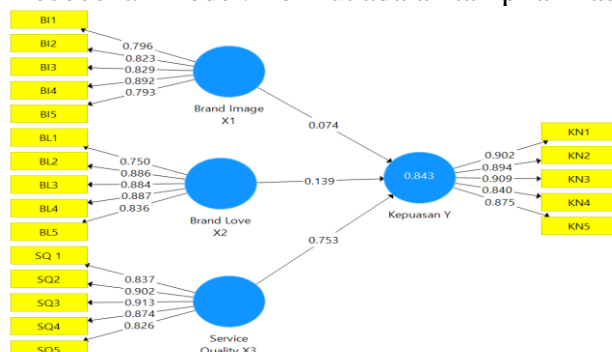 BI1
BI2
BI3
BI4
BI5
0.796
0.823
0.829
0.892
0.793
Brand Image
X1
0.074
BL1
BL2
BL3
BL4
BL5
0.750
0.886
0.884
0.887
0.836
Brand Love
X2
0.139
SQ 1
SQ2
SQ3
SQ4
SQ5
0.837
0.902
0.913
0.874
0.826
Service
Quality X3
0.753
0.843
Kepuasan Y
0.902
0.894
0.909
0.840
0.875
KN1
KN2
KN3
KN4
KN5